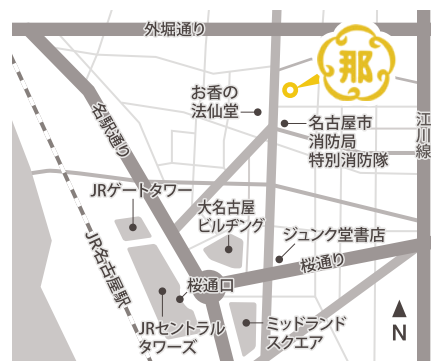 外堀通り
那
お香の
法仙堂
名古屋市
消防局
特別消防隊
江川線
名駅通り
JRゲートタワー
大名古屋
ビルヂング
ジュンク堂書店
桜通り
JR名古屋駅
桜通口
JRセントラル
タワーズ
ミッドランド
スクエア
N